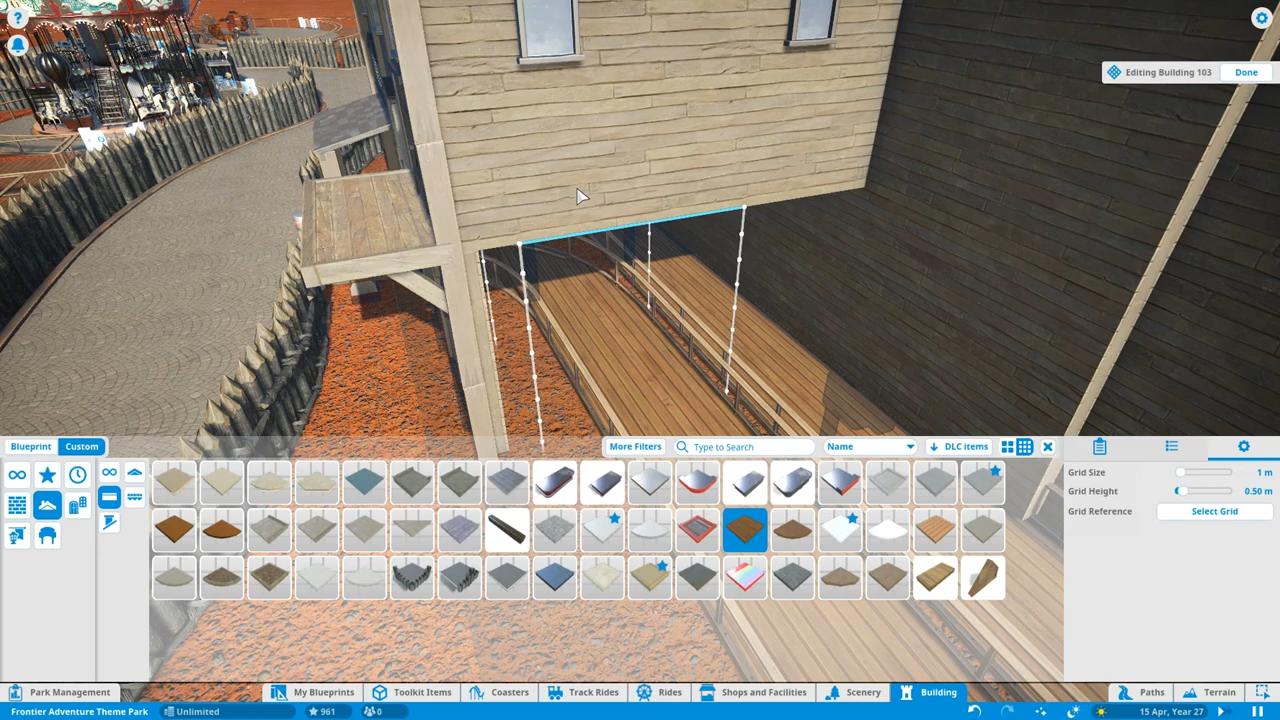 Editing Building 103 Done
Blueprint Custom More Filters Type to Search Name DLC items
Grid Size 1 m
Grid Height 0.50 m
Grid Reference Select Grid
Park Management My Blueprints Toolkit Items Coasters Track Rides Rides Shops and Facilities Scenery Building Paths Terrain
Frontier Adventure Theme Park Unlimited 961 0 15 Apr, Year 27